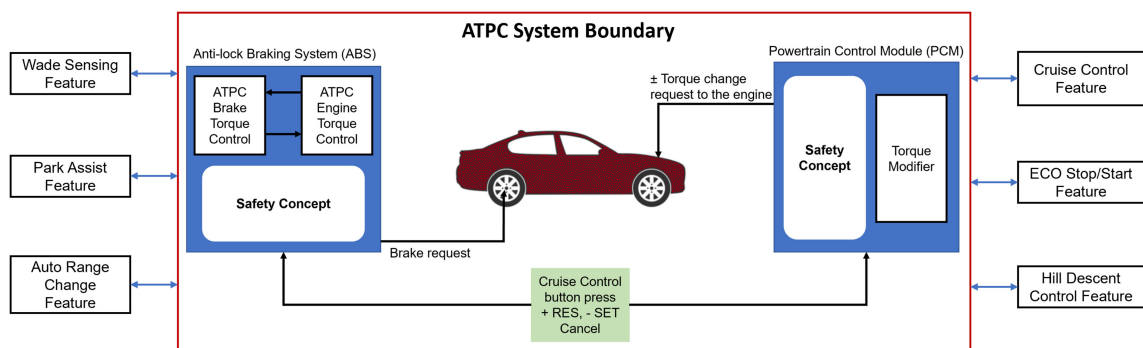 ATPC System Boundary
Wade Sensing
Feature
Park Assist
Feature
Auto Range
Change
Feature
Anti-lock Braking System (ABS)
ATPC
Brake
Torque
Control
ATPC
Engine
Torque
Control
Safety Concept
Brake request
± Torque change
request to the engine
Cruise Control
button press
+ RES, - SET
Cancel
Powertrain Control Module (PCM)
Safety
Concept
Torque
Modifier
Cruise Control
Feature
ECO Stop/Start
Feature
Hill Descent
Control Feature